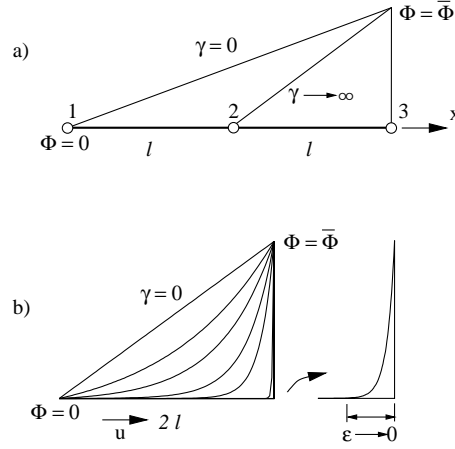 a)
Φ = Φ̅
γ = 0
γ → ∞
1 2 3 x
Φ = 0
l l
b)
Φ = Φ̅
γ = 0
Φ = 0
u 2 l
ε → 0